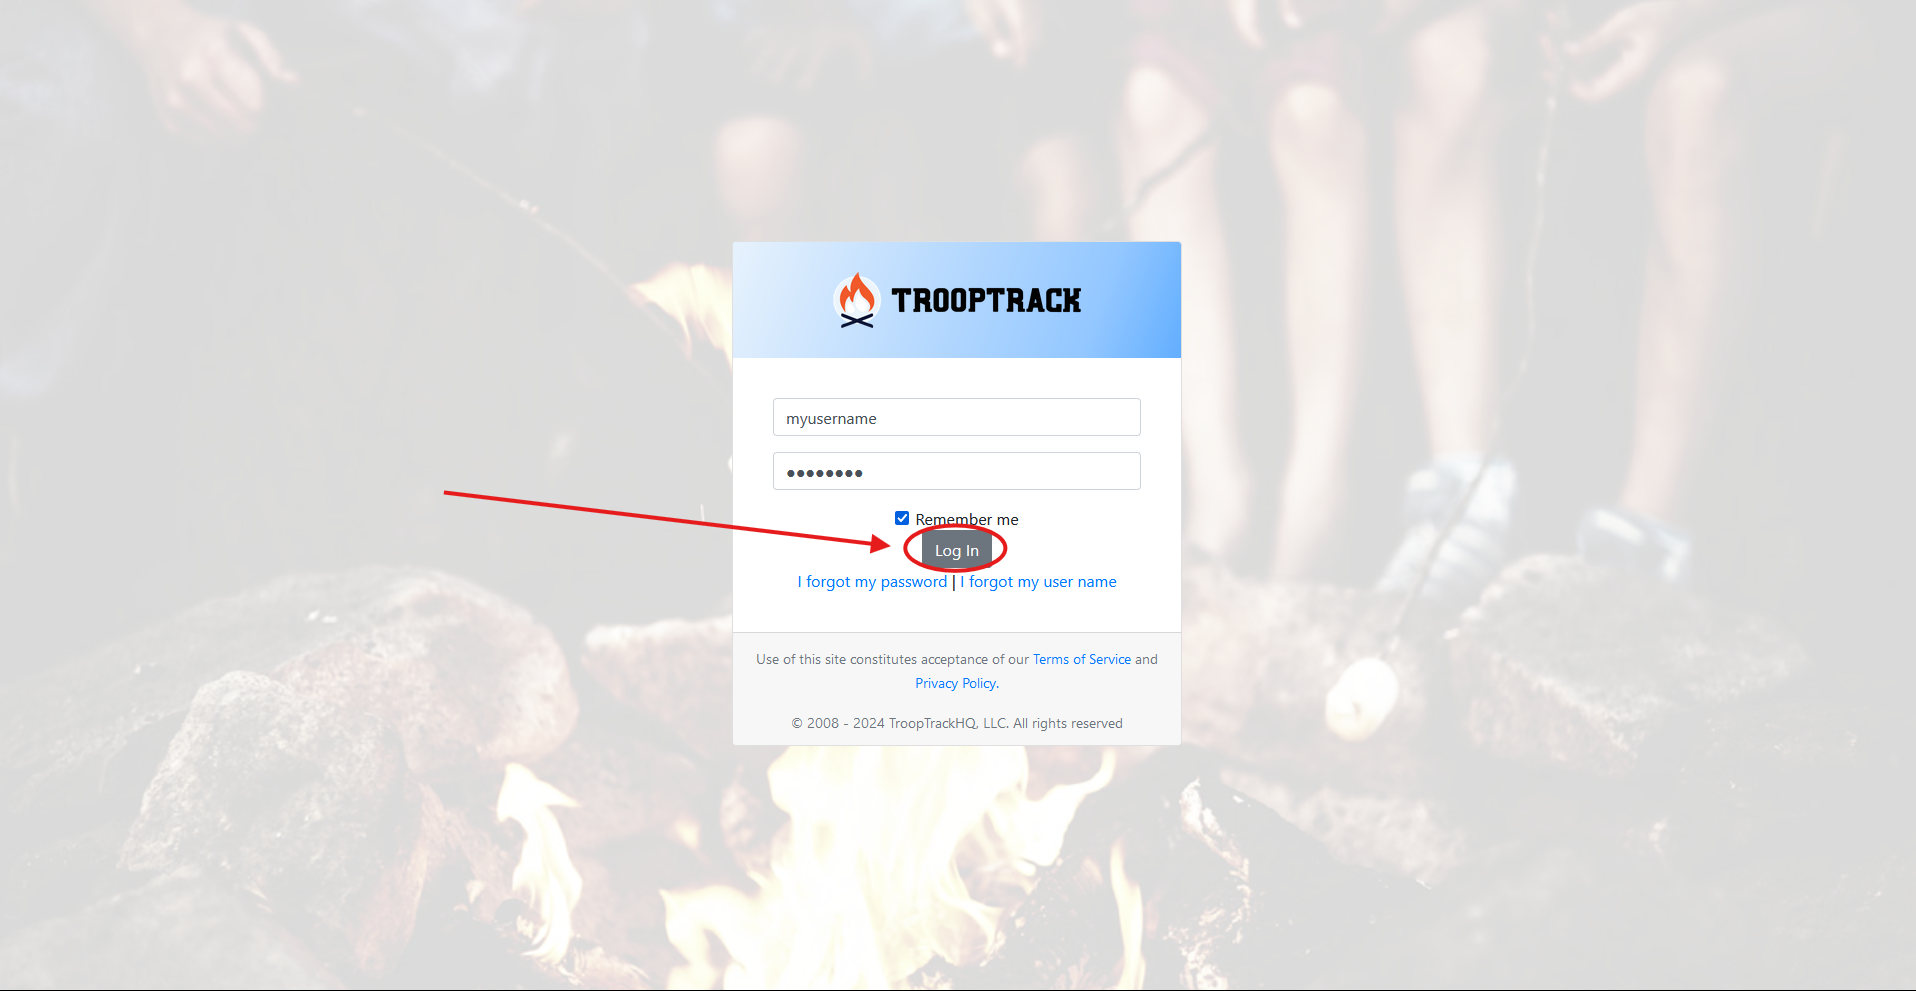 TROOPTRACK
myusername
●●●●●●●●
Remember me
Log In
I forgot my password | I forgot my user name
Use of this site constitutes acceptance of our Terms of Service and
Privacy Policy.
© 2008 - 2024 TroopTrackHQ, LLC. All rights reserved